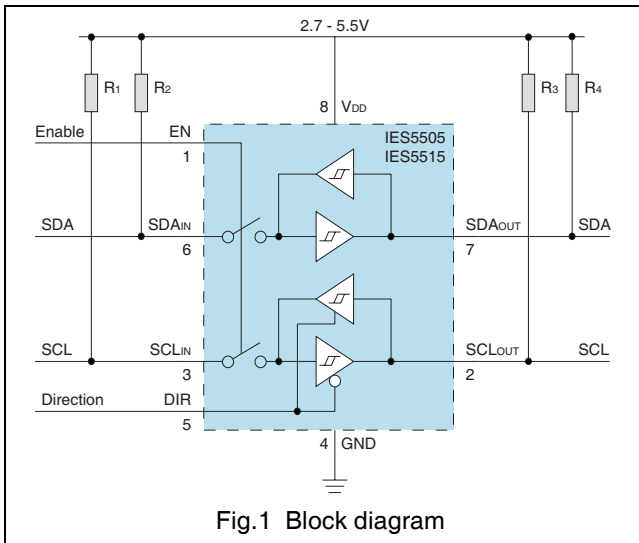 2.7 - 5.5V
R1 R2 R3 R4
8 VDD
Enable EN
1
IES5505
IES5515
SDA SDAIN
6
SDAOUT SDA
7
SCL SCLIN
3
SCLOUT SCL
2
Direction DIR
5
4 GND
Fig.1 Block diagram